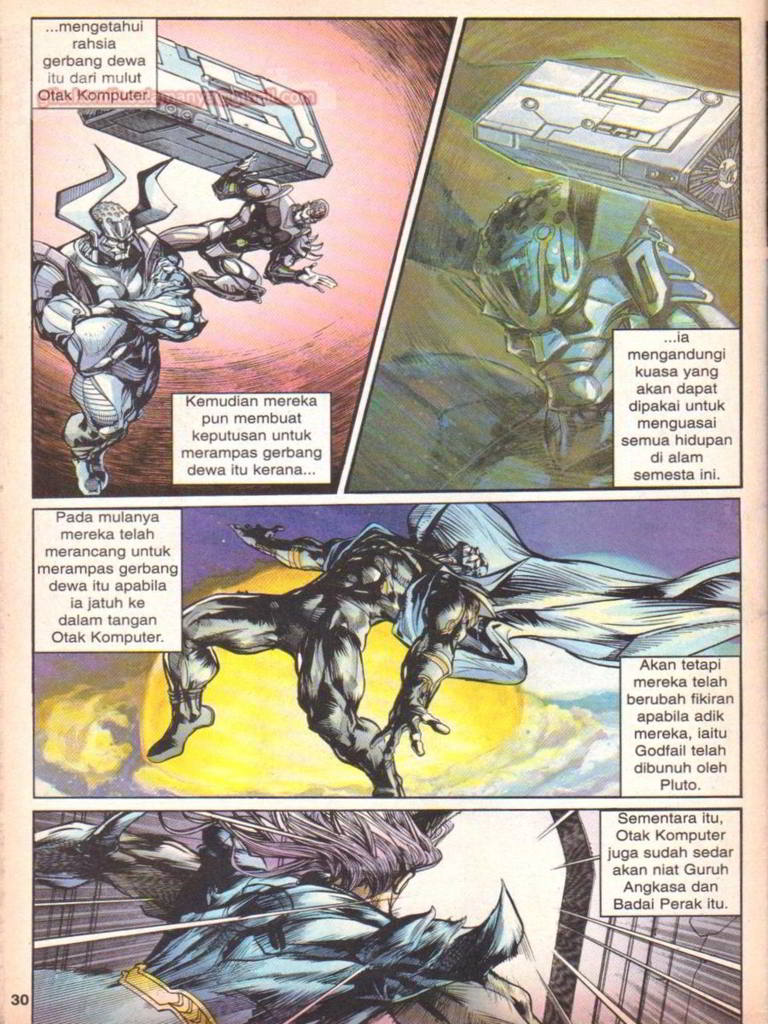 ...mengetahui
rahsia
gerbang dewa
itu dari mulut
Otak Komputer.
Kemudian mereka
pun membuat
keputusan untuk
merampas gerbang
dewa itu kerana...
...ia
mengandungi
kuasa yang
akan dapat
dipakai untuk
menguasai
semua hidupan
di alam
semesta ini.
Pada mulanya
mereka telah
merancang untuk
merampas gerbang
dewa itu apabila
ia jatuh ke
dalam tangan
Otak Komputer.
Akan tetapi
mereka telah
berubah fikiran
apabila adik
mereka, iaitu
Godfail telah
dibunuh oleh
Pluto.
Sementara itu,
Otak Komputer
juga sudah sedar
akan niat Guruh
Angkasa dan
Badai Perak itu.
30